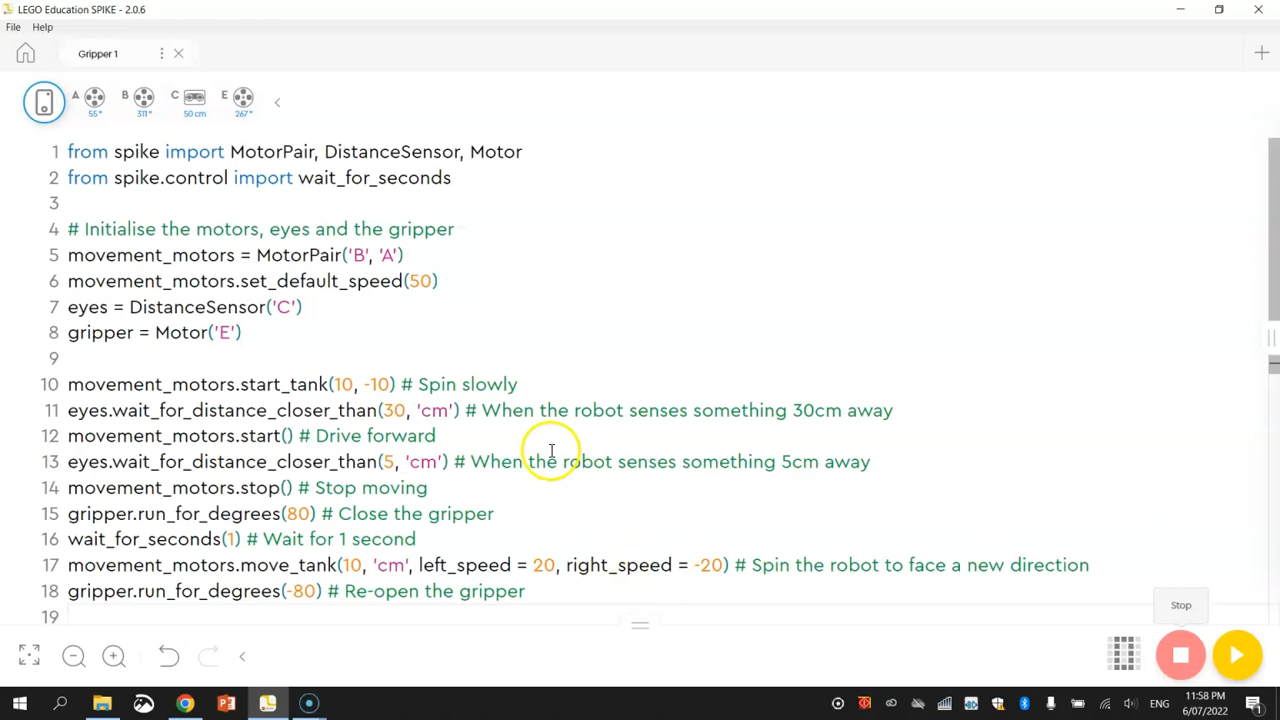 LEGO Education SPIKE - 2.0.6
File Help
Gripper 1
A B C E
55° 311° 50 cm 267°
1 from spike import MotorPair, DistanceSensor, Motor
2 from spike.control import wait_for_seconds
3
4 # Initialise the motors, eyes and the gripper
5 movement_motors = MotorPair('B', 'A')
6 movement_motors.set_default_speed(50)
7 eyes = DistanceSensor('C')
8 gripper = Motor('E')
9
10 movement_motors.start_tank(10, -10) # Spin slowly
11 eyes.wait_for_distance_closer_than(30, 'cm') # When the robot senses something 30cm away
12 movement_motors.start() # Drive forward
13 eyes.wait_for_distance_closer_than(5, 'cm') # When the robot senses something 5cm away
14 movement_motors.stop() # Stop moving
15 gripper.run_for_degrees(80) # Close the gripper
16 wait_for_seconds(1) # Wait for 1 second
17 movement_motors.move_tank(10, 'cm', left_speed = 20, right_speed = -20) # Spin the robot to face a new direction
18 gripper.run_for_degrees(-80) # Re-open the gripper
19
Stop
ENG
11:58 PM
6/07/2022